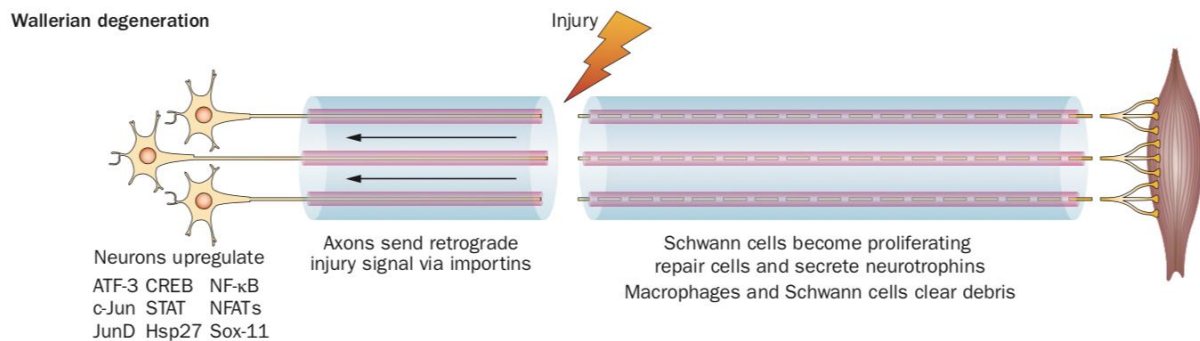 Wallerian degeneration
Injury
Neurons upregulate
ATF-3 CREB NF-κB
c-Jun STAT NFATs
JunD Hsp27 Sox-11
Axons send retrograde
injury signal via importins
Schwann cells become proliferating
repair cells and secrete neurotrophins
Macrophages and Schwann cells clear debris